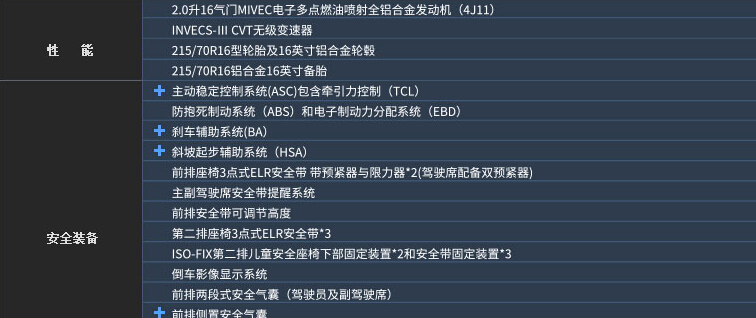 2.0升16气门MIVEC电子多点燃油喷射全铝合金发动机（4J11）
INVECS-III CVT无级变速器
性 能
215/70R16型轮胎及16英寸铝合金轮毂
215/70R16铝合金16英寸备胎
主动稳定控制系统(ASC)包含牵引力控制（TCL）
防抱死制动系统（ABS）和电子制动力分配系统（EBD）
刹车辅助系统(BA）
斜坡起步辅助系统（HSA）
前排座椅3点式ELR安全带 带预紧器与限力器*2(驾驶席配备双预紧器)
主副驾驶席安全带提醒系统
前排安全带可调节高度
第二排座椅3点式ELR安全带*3
安全装备
ISO-FIX第二排儿童安全座椅下部固定装置*2和安全带固定装置*3
倒车影像显示系统
前排两段式安全气囊（驾驶员及副驾驶席）
前排侧置安全气囊